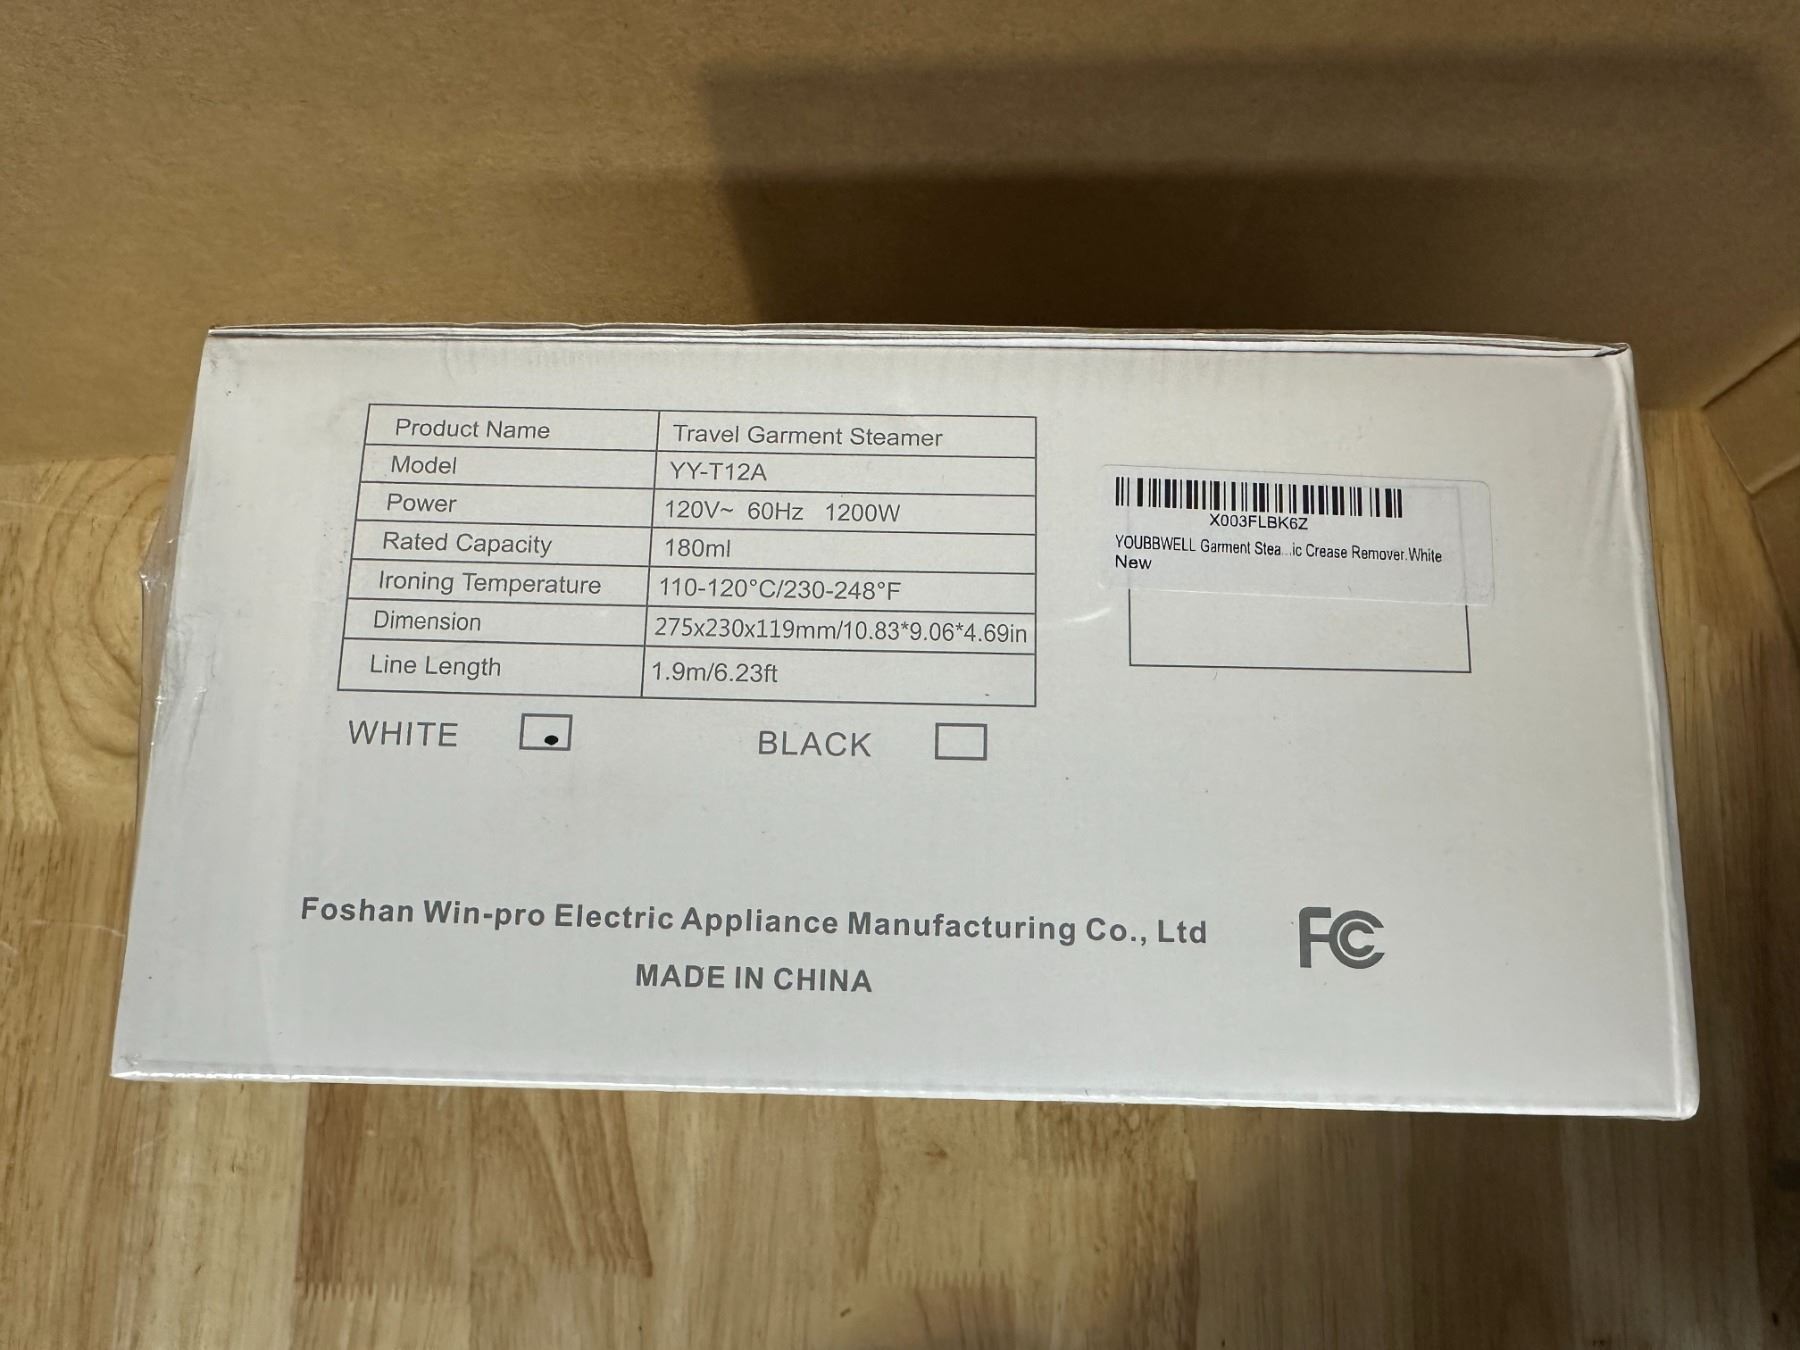 Product Name Travel Garment Steamer
Model YY-T12A
Power 120V~ 60Hz 1200W
Rated Capacity 180ml
Ironing Temperature 110-120°C/230-248°F
Dimension 275x230x119mm/10.83*9.06*4.69in
Line Length 1.9m/6.23ft
WHITE BLACK
X003FLBK6Z
YOUBBWELL Garment Stea...ic Crease Remover.White
New
Foshan Win-pro Electric Appliance Manufacturing Co., Ltd
FC
MADE IN CHINA